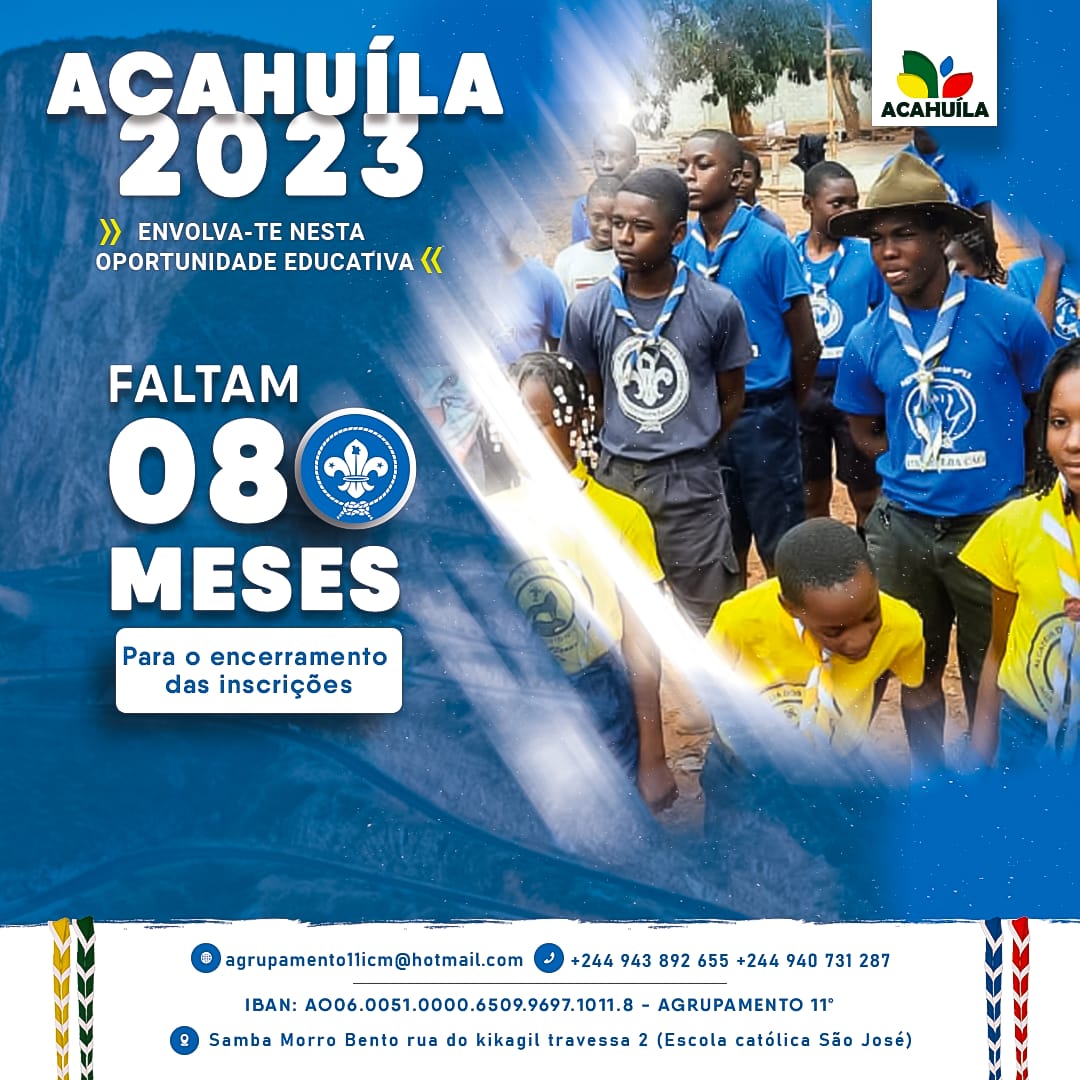 ACAHUÍLA
2023
ENVOLVA-TE NESTA
OPORTUNIDADE EDUCATIVA
ACAHUÍLA
FALTAM
08
MESES
Para o encerramento
das inscrições
agrupamento11icm@hotmail.com
+244 943 892 655 +244 940 731 287
IBAN: AO06.0051.0000.6509.9697.1011.8 - AGRUPAMENTO 11°
Samba Morro Bento rua do kikagil travessa 2 (Escola católica São José)